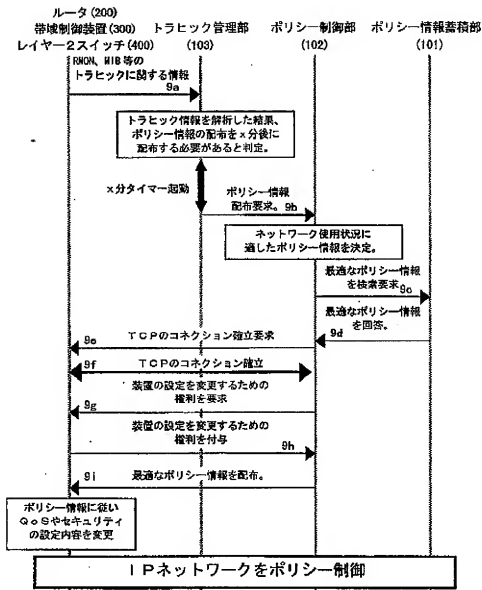 ルータ(200)
帯域制御装置(300)
レイヤー2スイッチ(400)
トラヒック管理部
(103)
ポリシー制御部
(102)
ポリシー情報蓄積部
(101)
RMON、MIB等の
トラヒックに関する情報
9a
トラヒック情報を解析した結果、
ポリシー情報の配布をx分後に
配布する必要があると判定。
x分タイマー起動
ポリシー情報
配布要求。9b
ネットワーク使用状況に
適したポリシー情報を決定。
最適なポリシー情報
を検索要求 9c
最適なポリシー情報
を回答。
9d
9e TCPのコネクション確立要求
9f TCPのコネクション確立
装置の設定を変更するための
権利を要求
9g
装置の設定を変更するための
権利を付与
9h
9i 最適なポリシー情報を配布。
ポリシー情報に従い
QoSやセキュリティ
の設定内容を変更
IPネットワークをポリシー制御